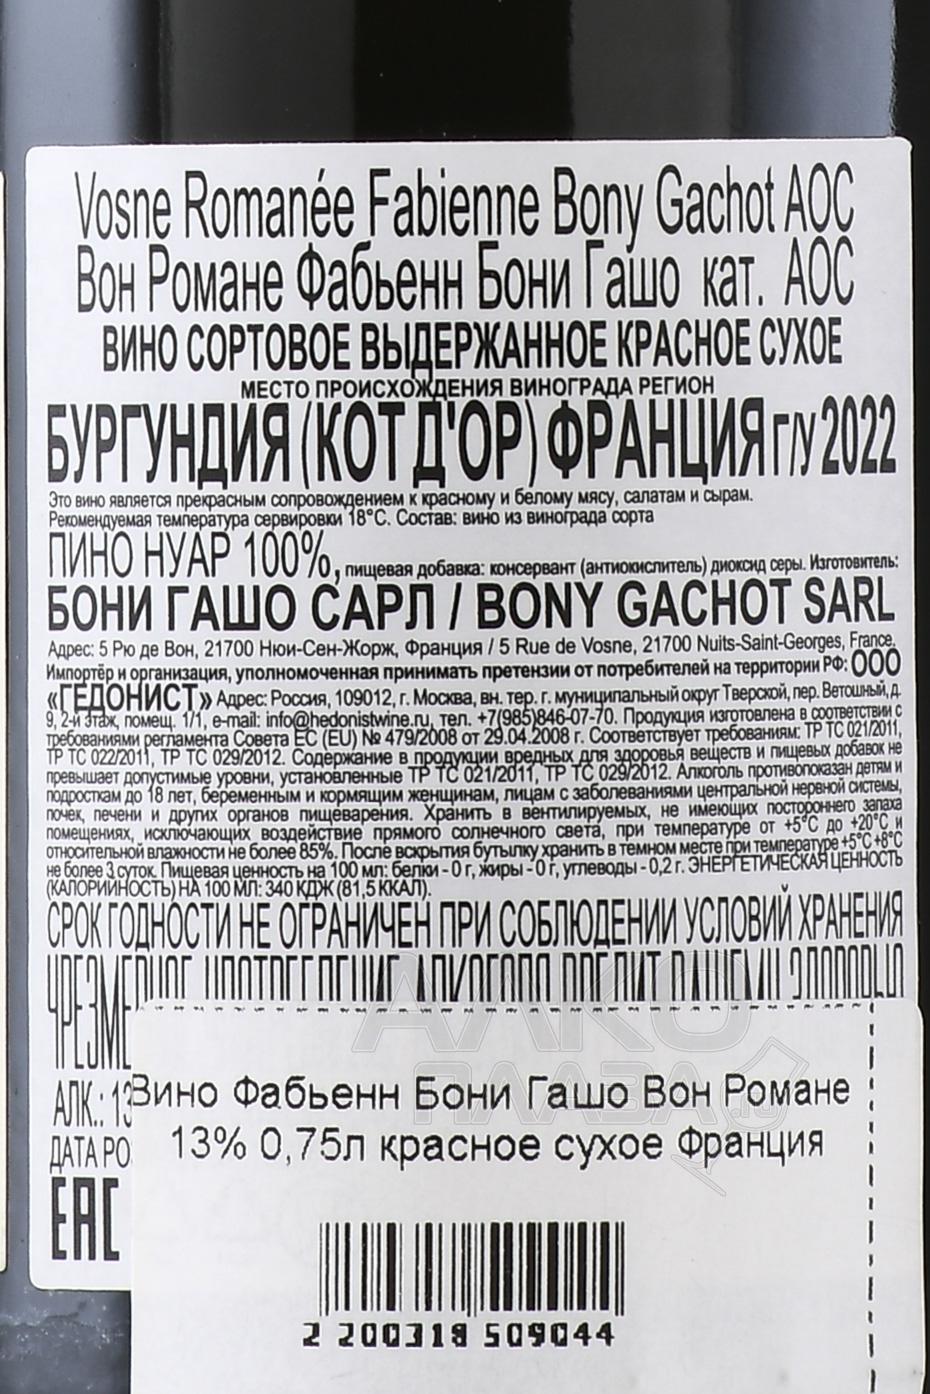 Vosne Romanée Fabienne Bony Gachot AOC
Вон Романе Фабьенн Бони Гашо кат. AOC
ВИНО СОРТОВОЕ ВЫДЕРЖАННОЕ КРАСНОЕ СУХОЕ
МЕСТО ПРОИСХОЖДЕНИЯ ВИНОГРАДА РЕГИОН
БУРГУНДИЯ (КОТ Д'ОР) ФРАНЦИЯ Г/У 2022
Это вино является прекрасным сопровождением к красному и белому мясу, салатам и сырам.
Рекомендуемая температура сервировки 18°С. Состав: вино из винограда сорта
ПИНО НУАР 100%, пищевая добавка: консервант (антиокислитель) диоксид серы. Изготовитель:
БОНИ ГАШО САРЛ / BONY GACHOT SARL
Адрес: 5 Рю де Вон, 21700 Нюи-Сен-Жорж, Франция / 5 Rue de Vosne, 21700 Nuits-Saint-Georges, France.
Импортёр и организация, уполномоченная принимать претензии от потребителей на территории РФ: ООО
«ГЕДОНИСТ» Адрес: Россия, 109012, г. Москва, вн. тер. г. муниципальный округ Тверской, пер. Ветошный, д.
9, 2-й этаж, помещ. 1/1, e-mail: info@hedonistwine.ru, тел. +7(985)846-07-70. Продукция изготовлена в соответствии с
требованиями регламента Совета ЕС (EU) № 479/2008 от 29.04.2008 г. Соответствует требованиям: ТР ТС 021/2011,
ТР ТС 022/2011, ТР ТС 029/2012. Содержание в продукции вредных для здоровья веществ и пищевых добавок не
превышает допустимые уровни, установленные ТР ТС 021/2011, ТР ТС 029/2012. Алкоголь противопоказан детям и
подросткам до 18 лет, беременным и кормящим женщинам, лицам с заболеваниями центральной нервной системы,
почек, печени и других органов пищеварения. Хранить в вентилируемых, не имеющих постороннего запаха
помещениях, исключающих воздействие прямого солнечного света, при температуре от +5°С до +20°С и
относительной влажности не более 85%. После вскрытия бутылку хранить в темном месте при температуре +5°С +8°С
не более 3 суток. Пищевая ценность на 100 мл: белки - 0 г, жиры - 0 г, углеводы - 0,2 г. ЭНЕРГЕТИЧЕСКАЯ ЦЕННОСТЬ
(КАЛОРИЙНОСТЬ) НА 100 МЛ: 340 КДЖ (81,5 ККАЛ).
СРОК ГОДНОСТИ НЕ ОГРАНИЧЕН ПРИ СОБЛЮДЕНИИ УСЛОВИЙ ХРАНЕНИЯ
ЧРЕЗМЕРНОЕ УПОТРЕБЛЕНИЕ АЛКОГОЛЯ ВРЕДИТ ВАШЕМУ ЗДОРОВЬЮ
АЛК.: 13
ДАТА РО
ЕАС
Вино Фабьенн Бони Гашо Вон Романе
13% 0,75л красное сухое Франция
2 200318 509044
АЛКО
ПЛАЗА.ru